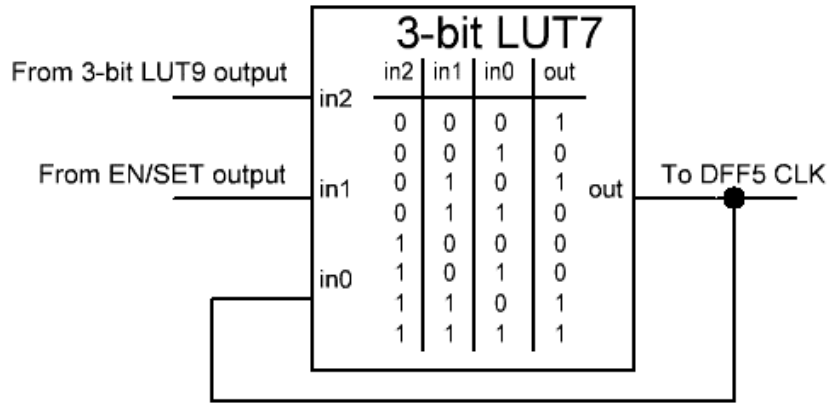 3-bit LUT7
From 3-bit LUT9 output
in2 in1 in0 out
in2
0 0 0 1
0 0 1 0
From EN/SET output
in1
0 1 0 1
out
To DFF5 CLK
0 1 1 0
1 0 0 0
in0
1 0 1 0
1 1 0 1
1 1 1 1